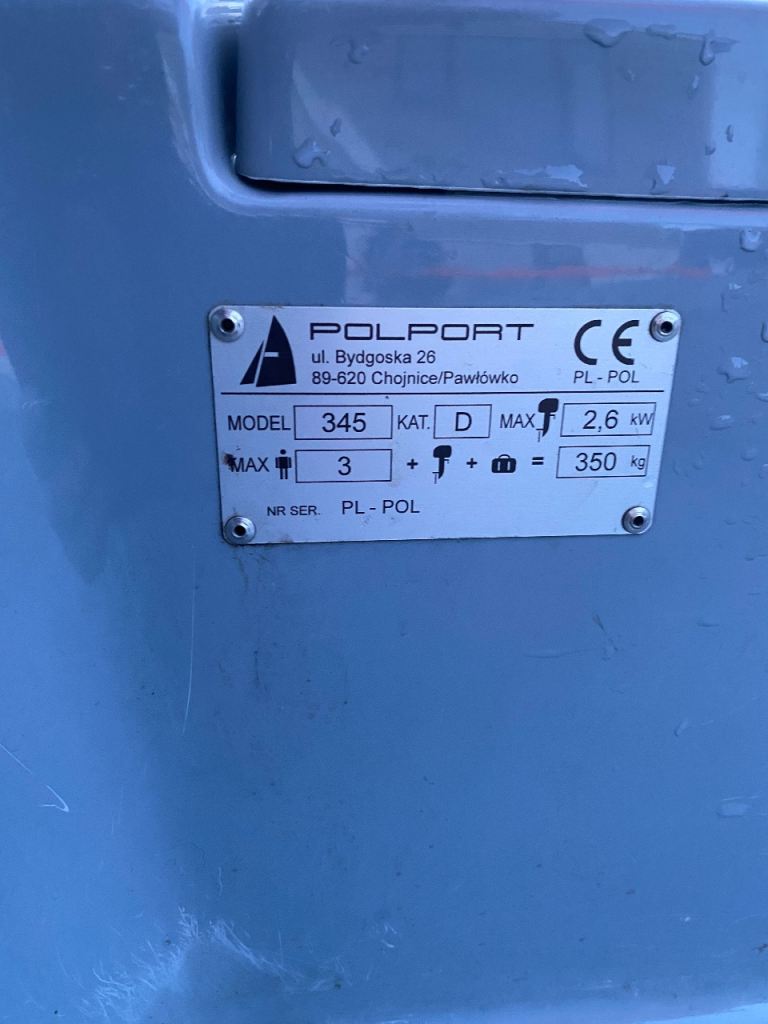 POLPORT
ul. Bydgoska 26
89-620 Chojnice/Pawłówko
CE
PL - POL
MODEL 345 KAT. D MAX 2,6 kW
MAX 3 + + = 350 kg
NR SER. PL - POL